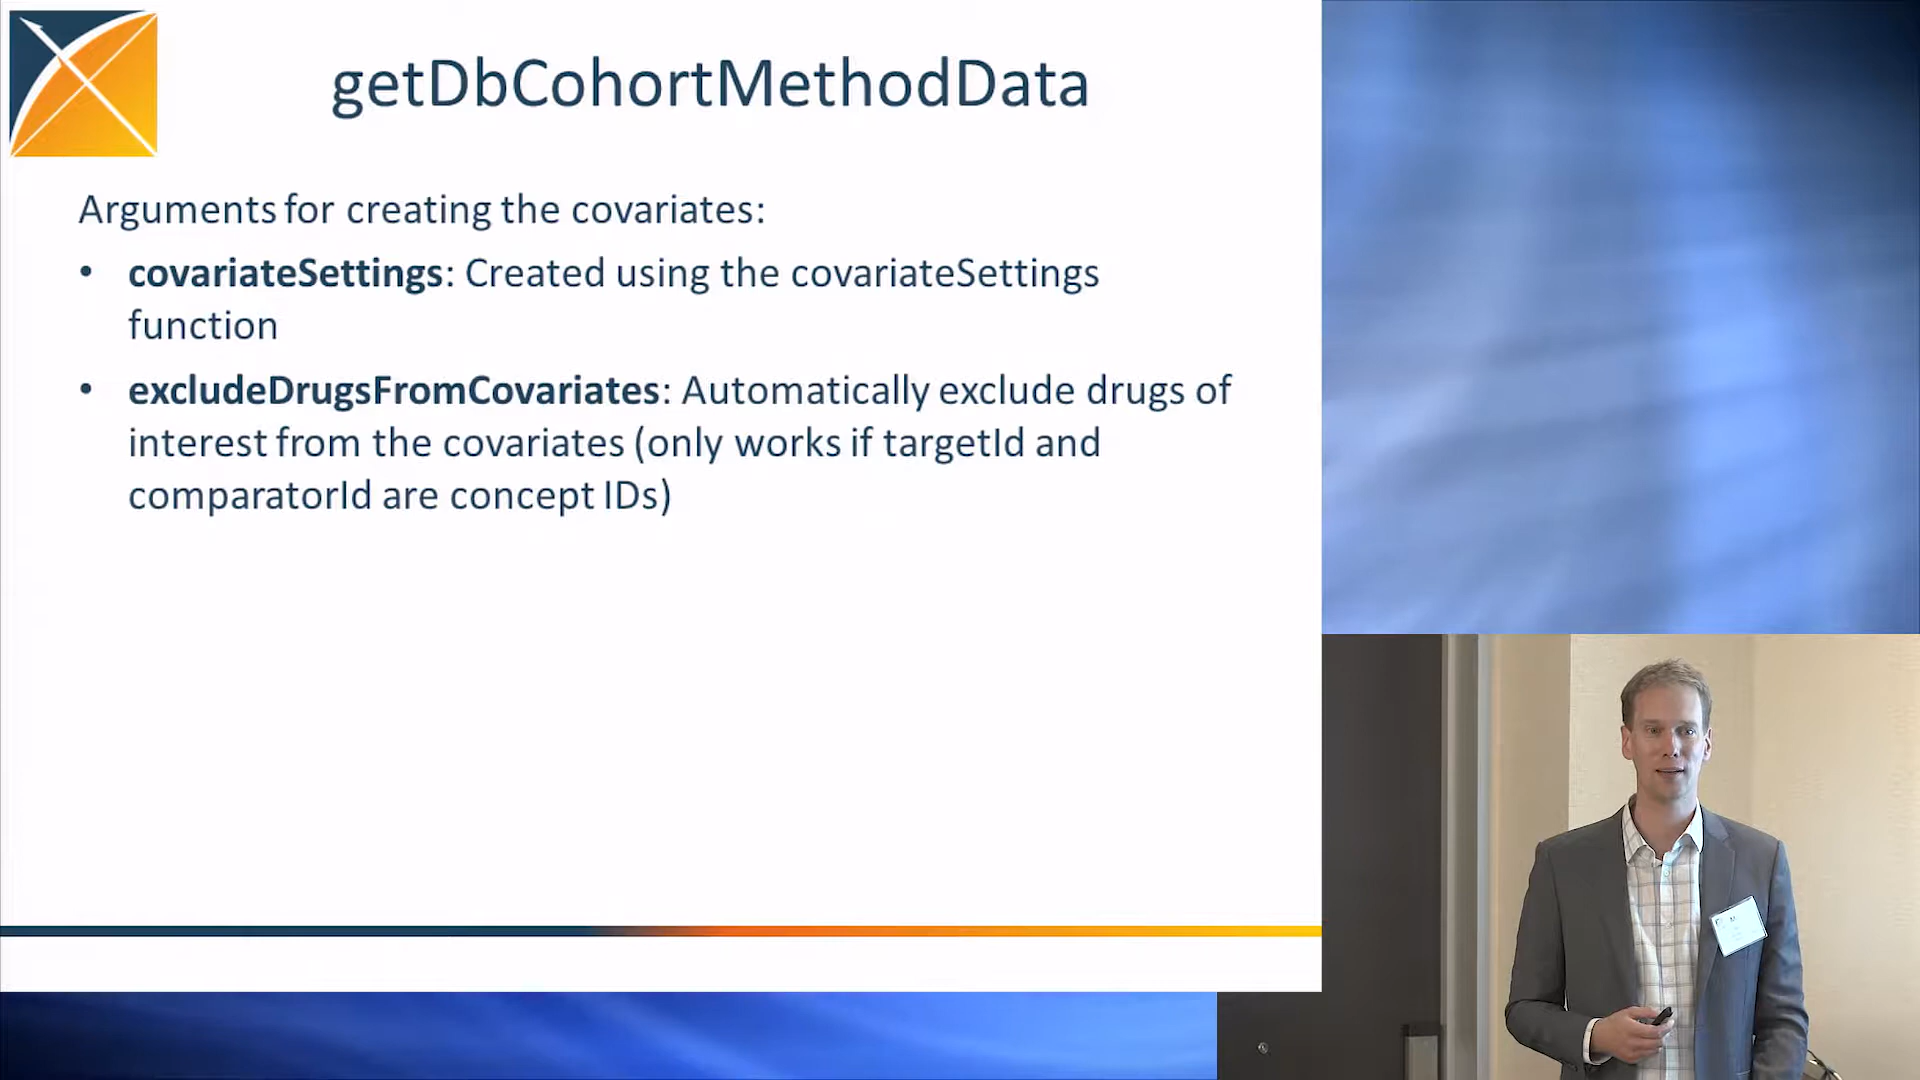 getDbCohortMethodData
Arguments for creating the covariates:
• covariateSettings: Created using the covariateSettings
function
• excludeDrugsFromCovariates: Automatically exclude drugs of
interest from the covariates (only works if targetId and
comparatorId are concept IDs)